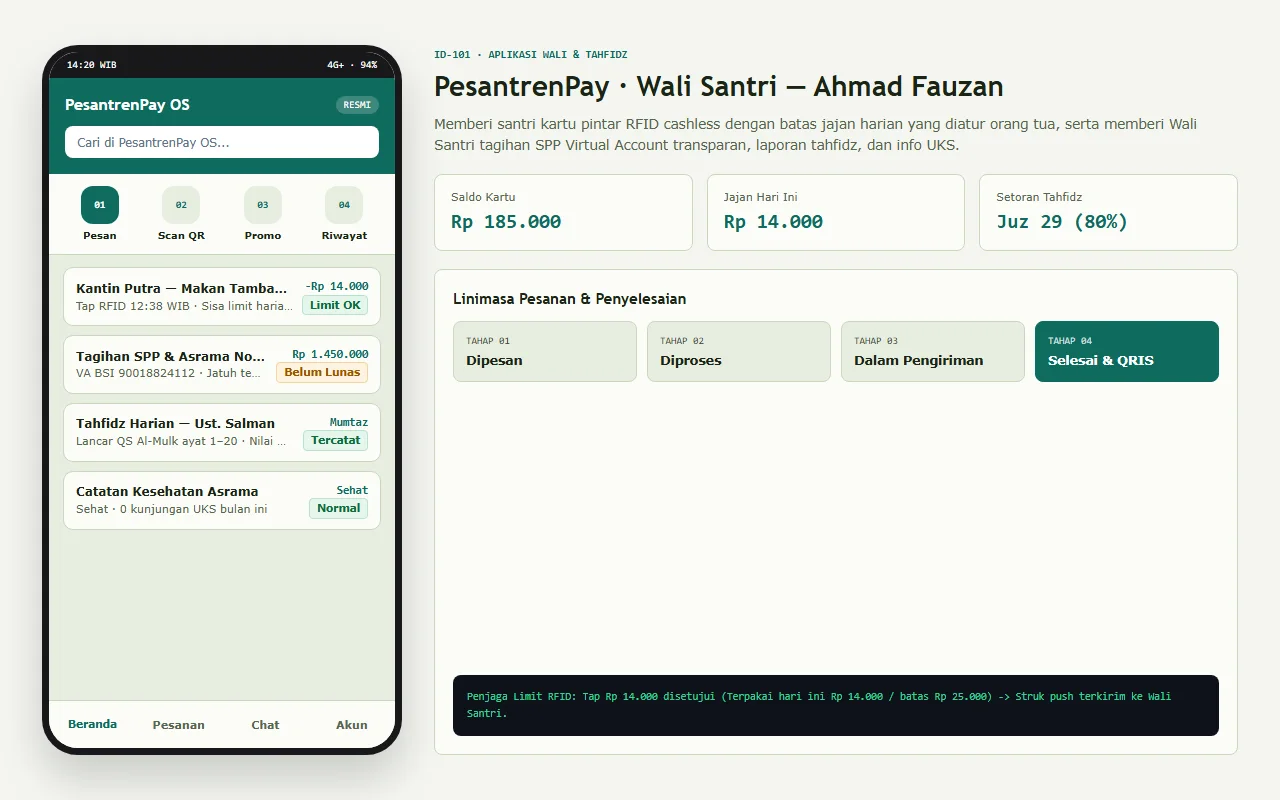 14:20 WIB
4G+ · 94%
PesantrenPay OS
RESMI
Cari di PesantrenPay OS...
01
02
03
04
Pesan
Scan QR
Promo
Riwayat
Kantin Putra — Makan Tamba...
-Rp 14.000
Tap RFID 12:38 WIB · Sisa limit haria...
Limit OK
Tagihan SPP & Asrama No...
Rp 1.450.000
VA BSI 90018824112 · Jatuh te...
Belum Lunas
Tahfidz Harian — Ust. Salman
Mumtaz
Lancar QS Al-Mulk ayat 1–20 · Nilai ...
Tercatat
Catatan Kesehatan Asrama
Sehat
Sehat · 0 kunjungan UKS bulan ini
Normal
Beranda
Pesanan
Chat
Akun
ID-101 · APLIKASI WALI & TAHFIDZ
PesantrenPay · Wali Santri — Ahmad Fauzan
Memberi santri kartu pintar RFID cashless dengan batas jajan harian yang diatur orang tua, serta memberi Wali
Santri tagihan SPP Virtual Account transparan, laporan tahfidz, dan info UKS.
Saldo Kartu
Rp 185.000
Jajan Hari Ini
Rp 14.000
Setoran Tahfidz
Juz 29 (80%)
Linimasa Pesanan & Penyelesaian
TAHAP 01
Dipesan
TAHAP 02
Diproses
TAHAP 03
Dalam Pengiriman
TAHAP 04
Selesai & QRIS
Penjaga Limit RFID: Tap Rp 14.000 disetujui (Terpakai hari ini Rp 14.000 / batas Rp 25.000) -> Struk push terkirim ke Wali
Santri.